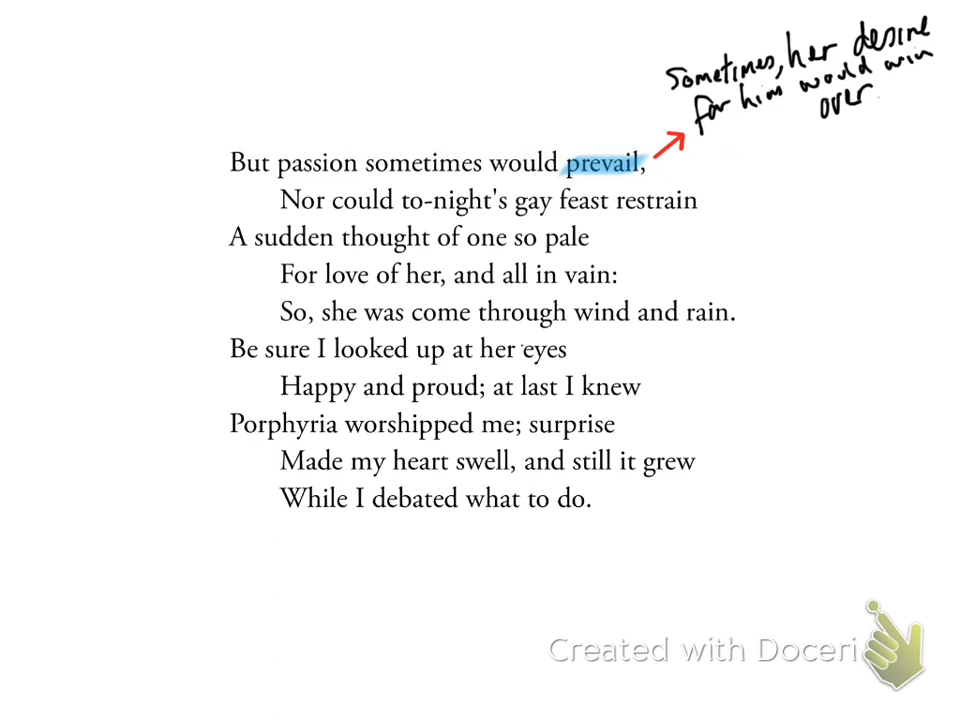 Sometimes, her desire
for him would win
over.
But passion sometimes would prevail,
Nor could to-night's gay feast restrain
A sudden thought of one so pale
For love of her, and all in vain:
So, she was come through wind and rain.
Be sure I looked up at her eyes
Happy and proud; at last I knew
Porphyria worshipped me; surprise
Made my heart swell, and still it grew
While I debated what to do.
Created with Doceri